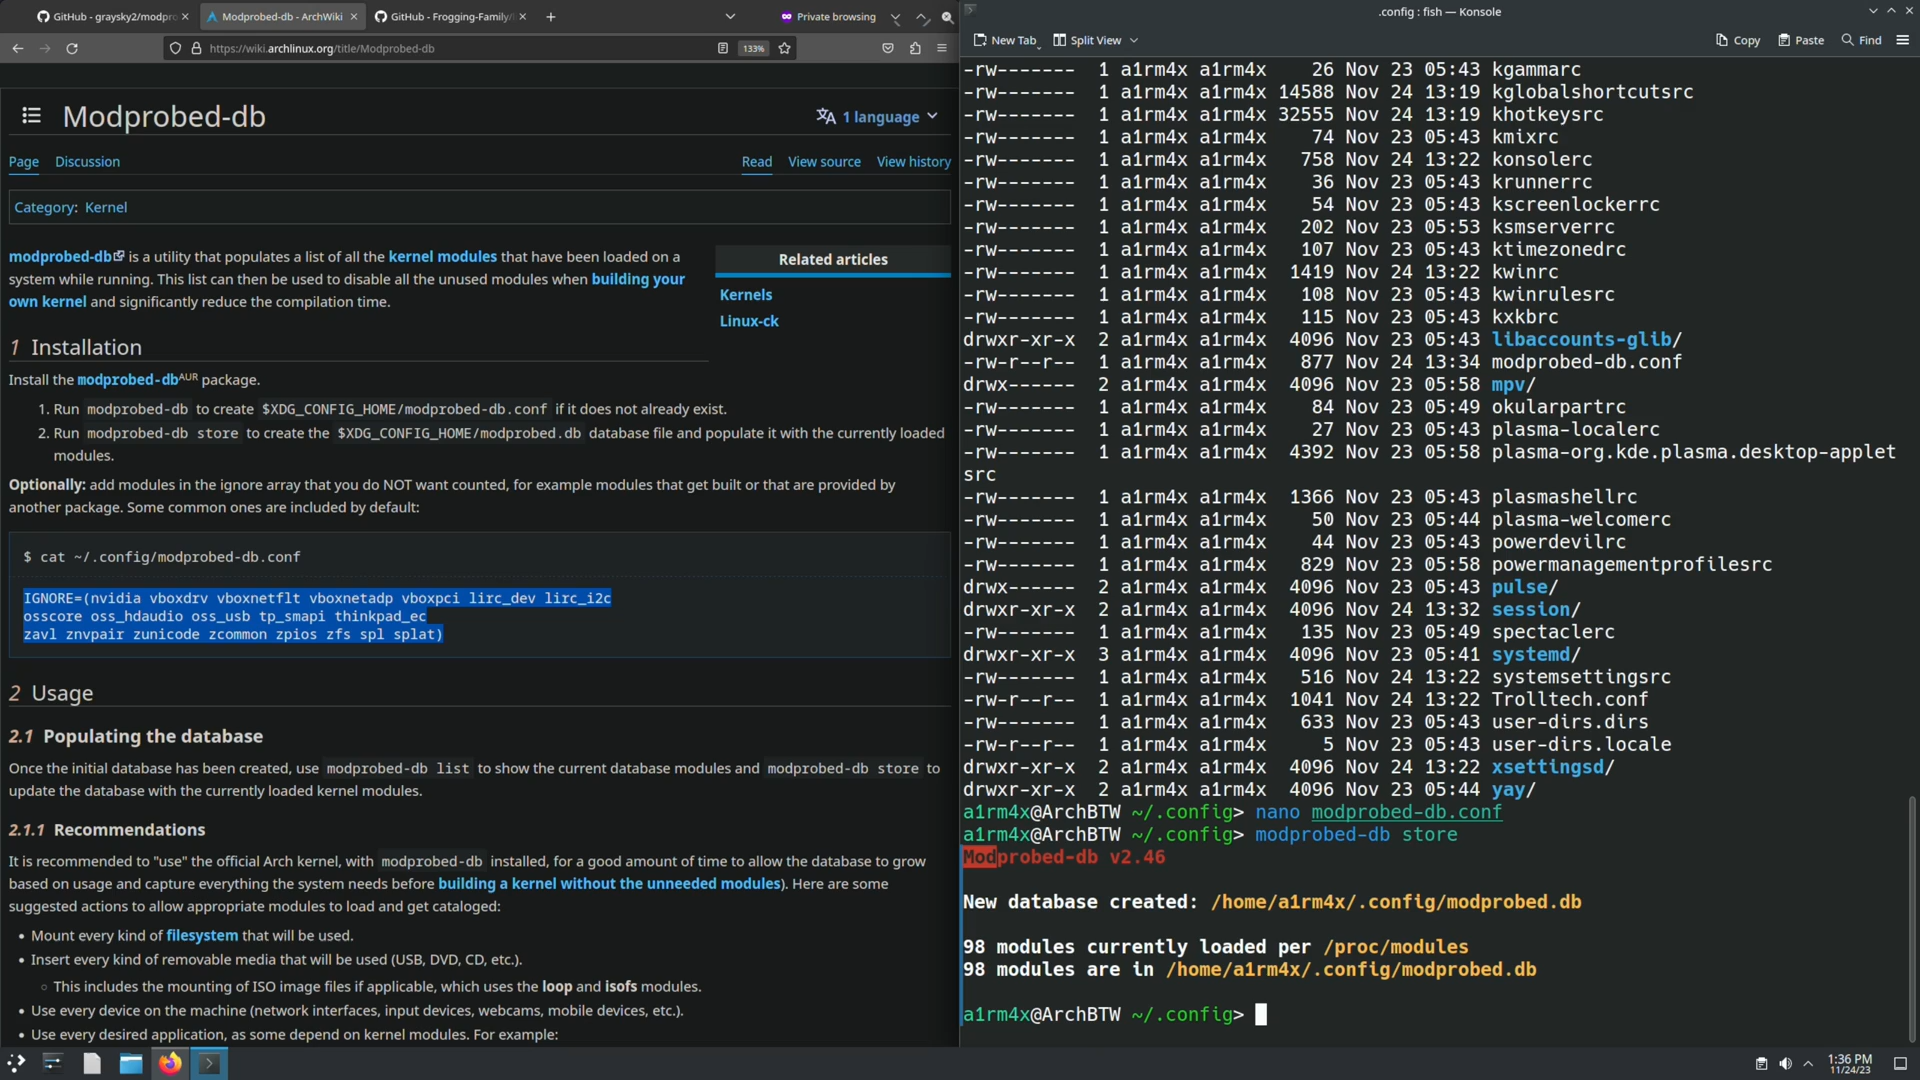 GitHub - graysky2/modpro
Modprobed-db - ArchWiki
GitHub - Frogging-Family/l
Private browsing
https://wiki.archlinux.org/title/Modprobed-db
133%
Modprobed-db
1 language
Page Discussion
Read View source View history
Category: Kernel
modprobed-db is a utility that populates a list of all the kernel modules that have been loaded on a
system while running. This list can then be used to disable all the unused modules when building your
own kernel and significantly reduce the compilation time.
Related articles
Kernels
Linux-ck
1 Installation
Install the modprobed-dbAUR package.
1. Run modprobed-db to create $XDG_CONFIG_HOME/modprobed-db.conf if it does not already exist.
2. Run modprobed-db store to create the $XDG_CONFIG_HOME/modprobed.db database file and populate it with the currently loaded
modules.
Optionally: add modules in the ignore array that you do NOT want counted, for example modules that get built or that are provided by
another package. Some common ones are included by default:
$ cat ~/.config/modprobed-db.conf
IGNORE=(nvidia vboxdrv vboxnetflt vboxnetadp vboxpci lirc_dev lirc_i2c
osscore oss_hdaudio oss_usb tp_smapi thinkpad_ec
zavl znvpair zunicode zcommon zpios zfs spl splat)
2 Usage
2.1 Populating the database
Once the initial database has been created, use modprobed-db list to show the current database modules and modprobed-db store to
update the database with the currently loaded kernel modules.
2.1.1 Recommendations
It is recommended to "use" the official Arch kernel, with modprobed-db installed, for a good amount of time to allow the database to grow
based on usage and capture everything the system needs before building a kernel without the unneeded modules). Here are some
suggested actions to allow appropriate modules to load and get cataloged:
• Mount every kind of filesystem that will be used.
• Insert every kind of removable media that will be used (USB, DVD, CD, etc.).
◦ This includes the mounting of ISO image files if applicable, which uses the loop and isofs modules.
• Use every device on the machine (network interfaces, input devices, webcams, mobile devices, etc.).
• Use every desired application, as some depend on kernel modules. For example:
.config : fish — Konsole
New Tab Split View Copy Paste Find
-rw------- 1 a1rm4x a1rm4x 26 Nov 23 05:43 kgammarc
-rw------- 1 a1rm4x a1rm4x 14588 Nov 24 13:19 kglobalshortcutsrc
-rw------- 1 a1rm4x a1rm4x 32555 Nov 24 13:19 khotkeysrc
-rw------- 1 a1rm4x a1rm4x 74 Nov 23 05:43 kmixrc
-rw------- 1 a1rm4x a1rm4x 758 Nov 24 13:22 konsolerc
-rw------- 1 a1rm4x a1rm4x 36 Nov 23 05:43 krunnerrc
-rw------- 1 a1rm4x a1rm4x 54 Nov 23 05:43 kscreenlockerrc
-rw------- 1 a1rm4x a1rm4x 202 Nov 23 05:53 ksmserverrc
-rw------- 1 a1rm4x a1rm4x 107 Nov 23 05:43 ktimezonedrc
-rw------- 1 a1rm4x a1rm4x 1419 Nov 24 13:22 kwinrc
-rw------- 1 a1rm4x a1rm4x 108 Nov 23 05:43 kwinrulesrc
-rw------- 1 a1rm4x a1rm4x 115 Nov 23 05:43 kxkbrc
drwxr-xr-x 2 a1rm4x a1rm4x 4096 Nov 23 05:43 libaccounts-glib/
-rw-r--r-- 1 a1rm4x a1rm4x 877 Nov 24 13:34 modprobed-db.conf
drwx------ 2 a1rm4x a1rm4x 4096 Nov 23 05:58 mpv/
-rw------- 1 a1rm4x a1rm4x 84 Nov 23 05:49 okularpartrc
-rw------- 1 a1rm4x a1rm4x 27 Nov 23 05:43 plasma-localerc
-rw------- 1 a1rm4x a1rm4x 4392 Nov 23 05:58 plasma-org.kde.plasma.desktop-applet
src
-rw------- 1 a1rm4x a1rm4x 1366 Nov 23 05:43 plasmashellrc
-rw------- 1 a1rm4x a1rm4x 50 Nov 23 05:44 plasma-welcomerc
-rw------- 1 a1rm4x a1rm4x 44 Nov 23 05:43 powerdevilrc
-rw------- 1 a1rm4x a1rm4x 829 Nov 23 05:58 powermanagementprofilesrc
drwx------ 2 a1rm4x a1rm4x 4096 Nov 23 05:43 pulse/
drwxr-xr-x 2 a1rm4x a1rm4x 4096 Nov 24 13:32 session/
-rw------- 1 a1rm4x a1rm4x 135 Nov 23 05:49 spectaclerc
drwxr-xr-x 3 a1rm4x a1rm4x 4096 Nov 23 05:41 systemd/
-rw------- 1 a1rm4x a1rm4x 516 Nov 24 13:22 systemsettingsrc
-rw-r--r-- 1 a1rm4x a1rm4x 1041 Nov 24 13:22 Trolltech.conf
-rw------- 1 a1rm4x a1rm4x 633 Nov 23 05:43 user-dirs.dirs
-rw-r--r-- 1 a1rm4x a1rm4x 5 Nov 23 05:43 user-dirs.locale
drwxr-xr-x 2 a1rm4x a1rm4x 4096 Nov 24 13:22 xsettingsd/
drwxr-xr-x 2 a1rm4x a1rm4x 4096 Nov 23 05:44 yay/
a1rm4x@ArchBTW ~/.config> nano modprobed-db.conf
a1rm4x@ArchBTW ~/.config> modprobed-db store
Modprobed-db v2.46
New database created: /home/a1rm4x/.config/modprobed.db
98 modules currently loaded per /proc/modules
98 modules are in /home/a1rm4x/.config/modprobed.db
a1rm4x@ArchBTW ~/.config>
1:36 PM
11/24/23